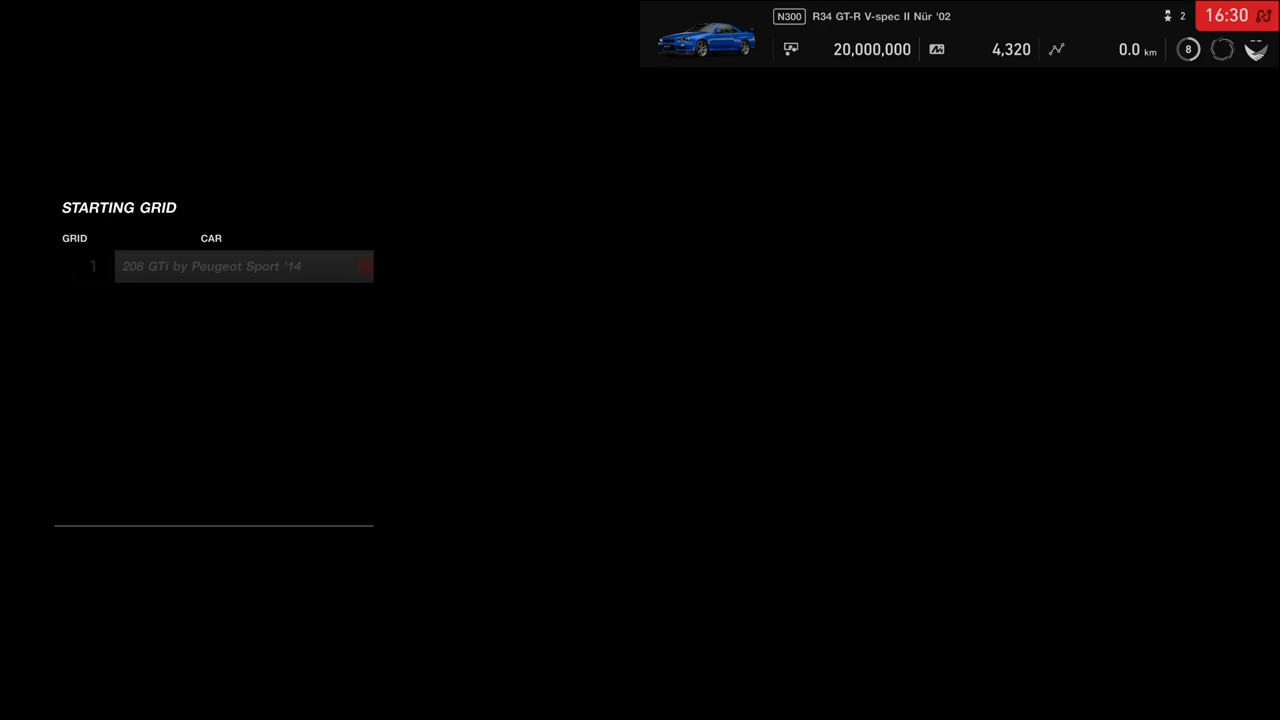 N300 R34 GT-R V-spec II Nür '02 2 16:30
20,000,000 4,320 0.0 km 8
STARTING GRID
GRID CAR
1 208 GTi by Peugeot Sport '14